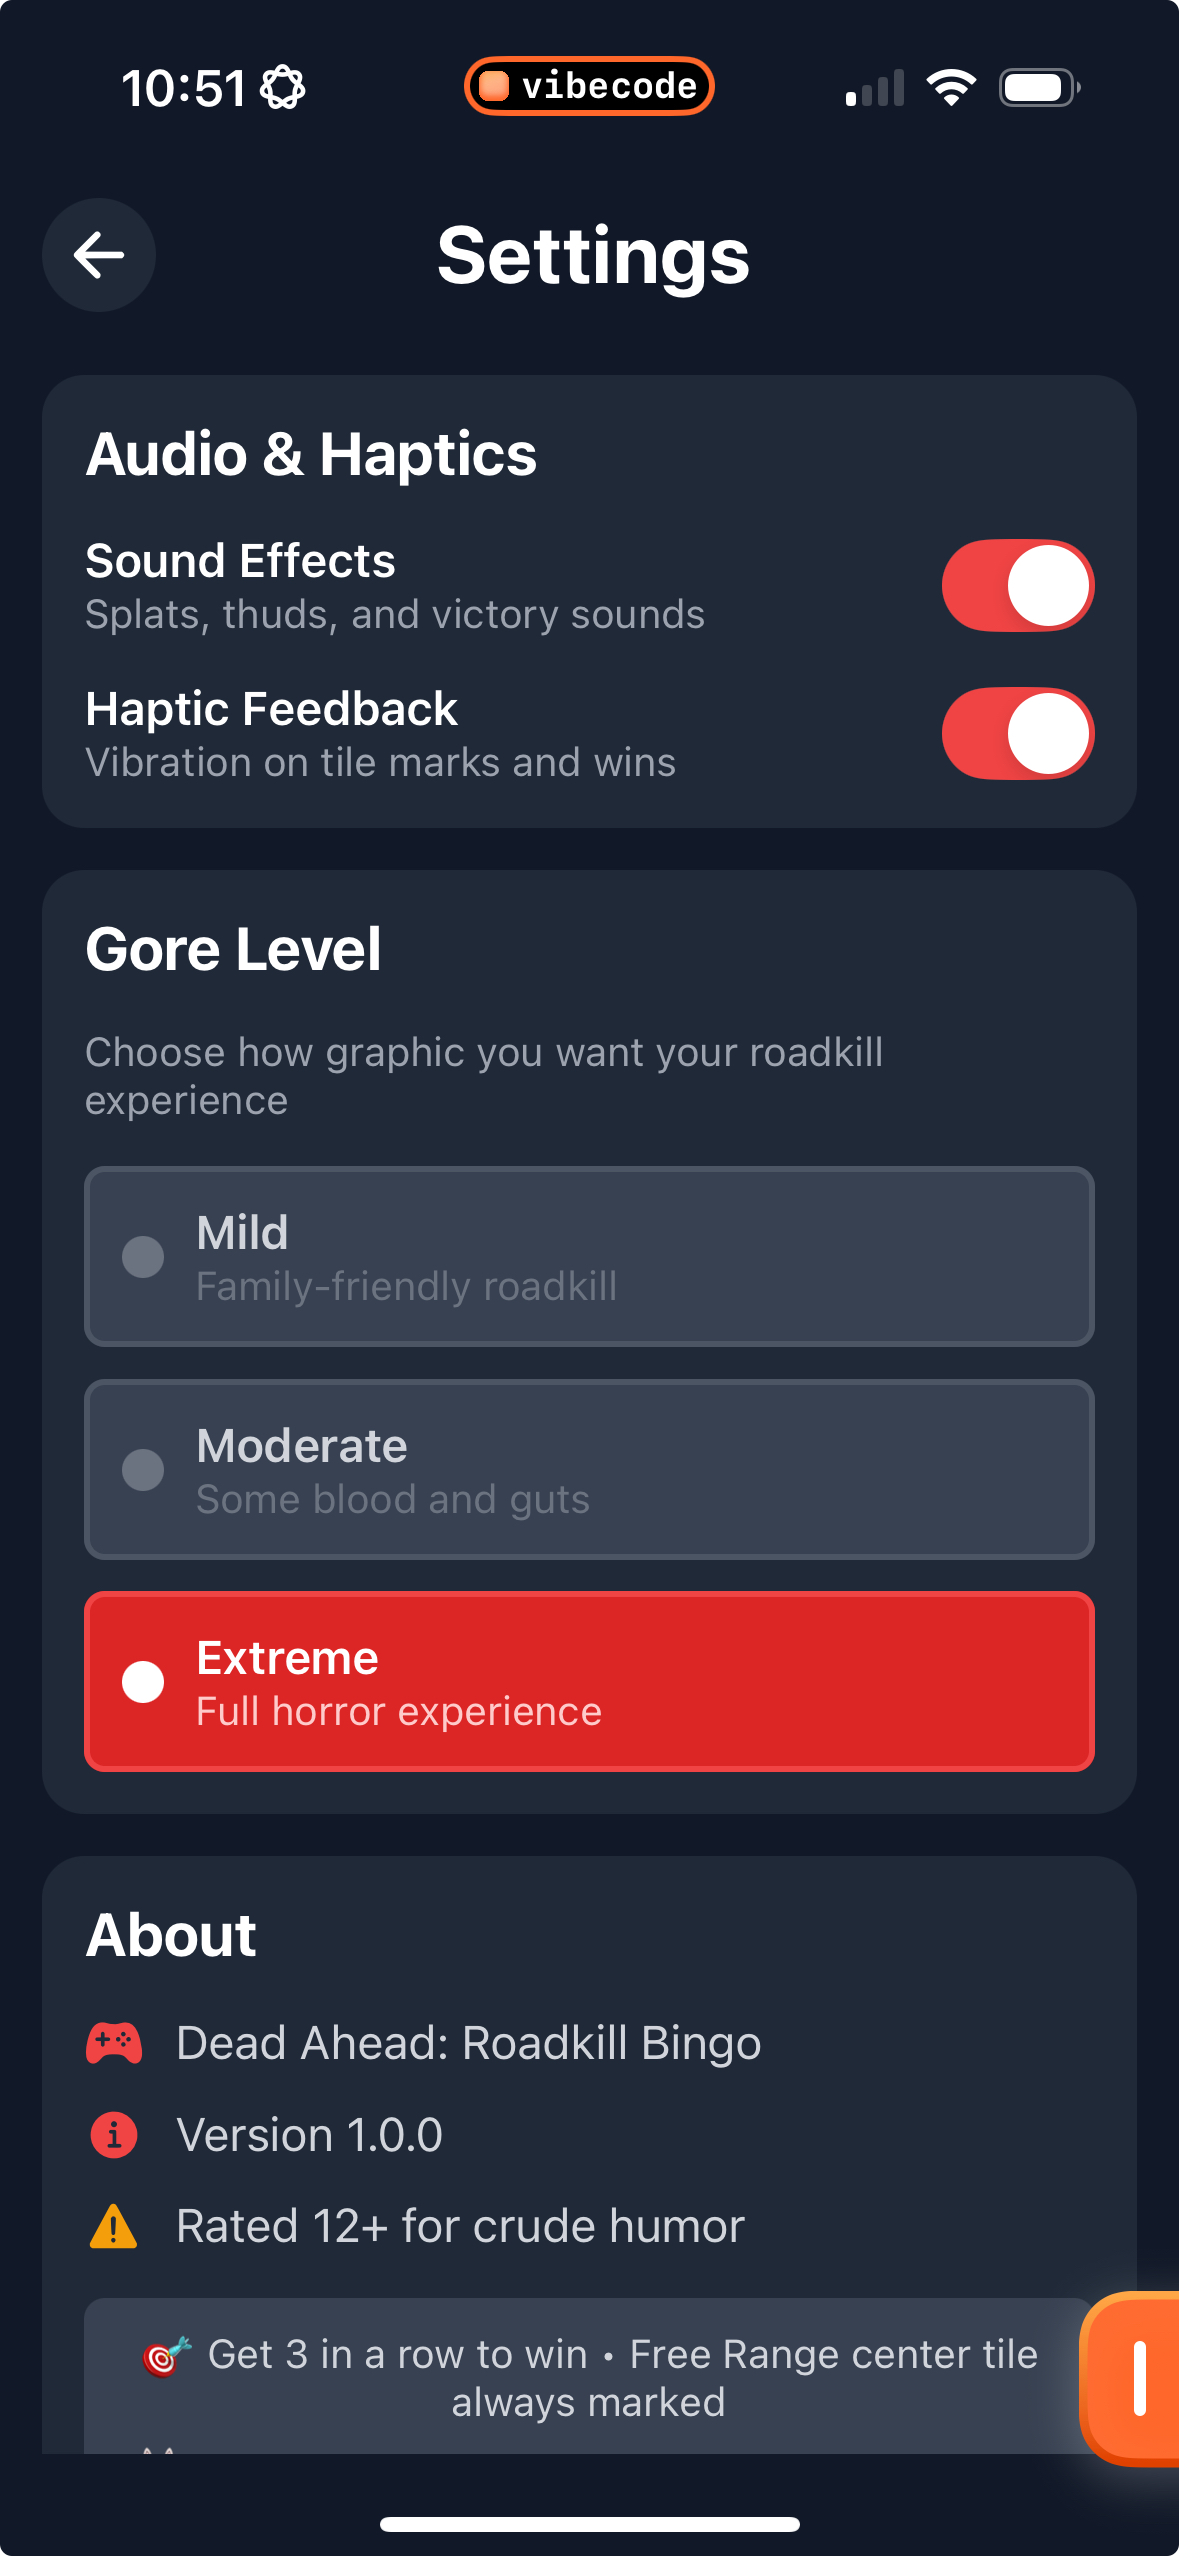 10:51
vibecode
Settings
Audio & Haptics
Sound Effects
Splats, thuds, and victory sounds
Haptic Feedback
Vibration on tile marks and wins
Gore Level
Choose how graphic you want your roadkill
experience
Mild
Family-friendly roadkill
Moderate
Some blood and guts
Extreme
Full horror experience
About
Dead Ahead: Roadkill Bingo
Version 1.0.0
Rated 12+ for crude humor
🎯 Get 3 in a row to win • Free Range center tile
always marked